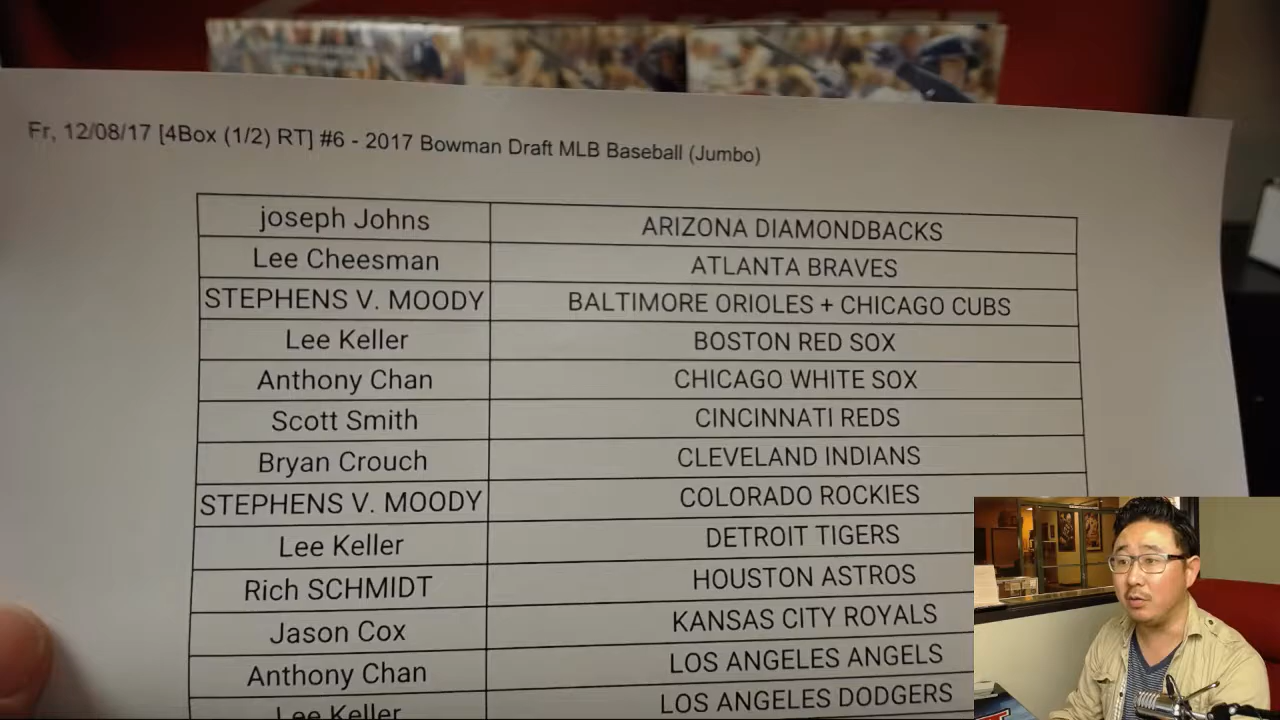 Fr, 12/08/17 [4Box (1/2) RT] #6 - 2017 Bowman Draft MLB Baseball (Jumbo)
joseph Johns ARIZONA DIAMONDBACKS
Lee Cheesman ATLANTA BRAVES
STEPHENS V. MOODY BALTIMORE ORIOLES + CHICAGO CUBS
Lee Keller BOSTON RED SOX
Anthony Chan CHICAGO WHITE SOX
Scott Smith CINCINNATI REDS
Bryan Crouch CLEVELAND INDIANS
STEPHENS V. MOODY COLORADO ROCKIES
Lee Keller DETROIT TIGERS
Rich SCHMIDT HOUSTON ASTROS
Jason Cox KANSAS CITY ROYALS
Anthony Chan LOS ANGELES ANGELS
Lee Keller LOS ANGELES DODGERS